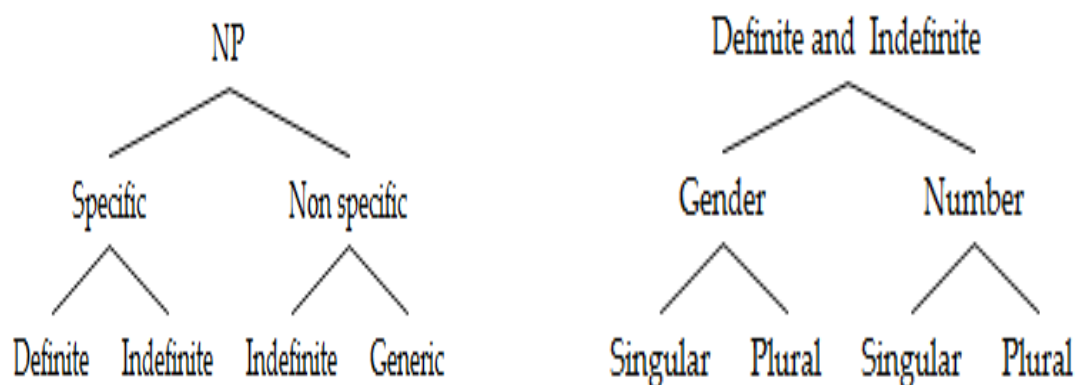 NP
Specific Non specific
Definite Indefinite Indefinite Generic
Definite and Indefinite
Gender Number
Singular Plural Singular Plural